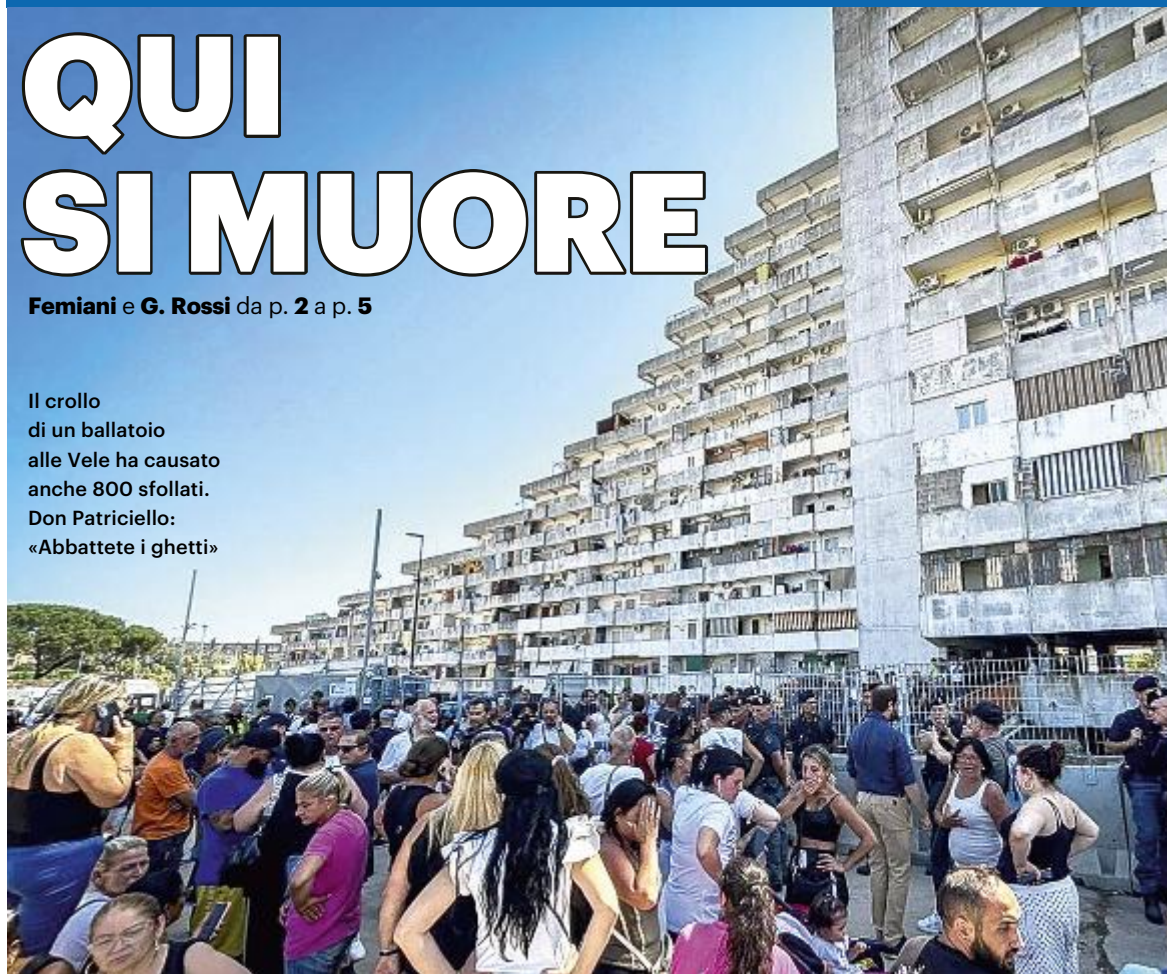 QUI
SI MUORE
Femiani e G. Rossi da p. 2 a p. 5
Il crollo
di un ballatoio
alle Vele ha causato
anche 800 sfollati.
Don Patriciello:
«Abbattete i ghetti»